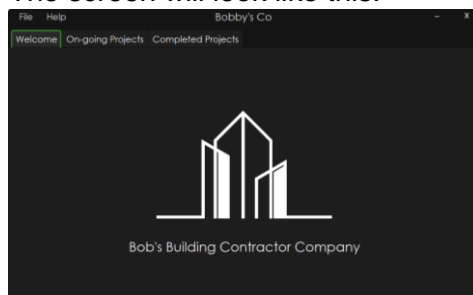 The screen will look like this:
File Help Bobby's Co - x
Welcome On-going Projects Completed Projects
Bob's Building Contractor Company